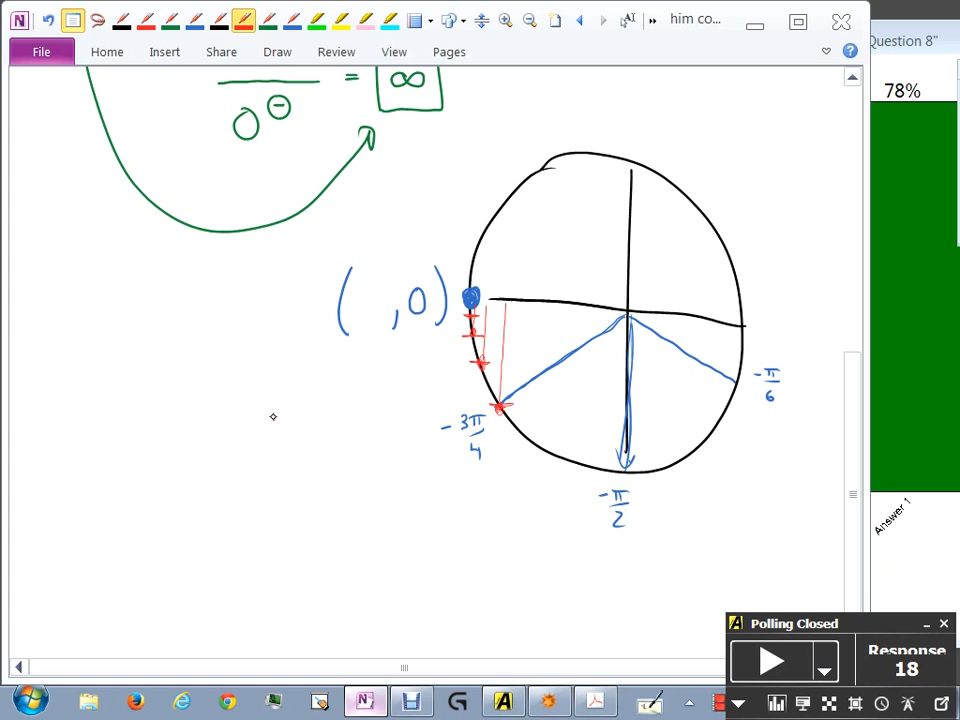 him co...
Question 8"
File Home Insert Share Draw Review View Pages
78%
= ∞
0⊖
( ,0)
-π/6
-3π/4
-π/2
Answer 1
Polling Closed
Response
18